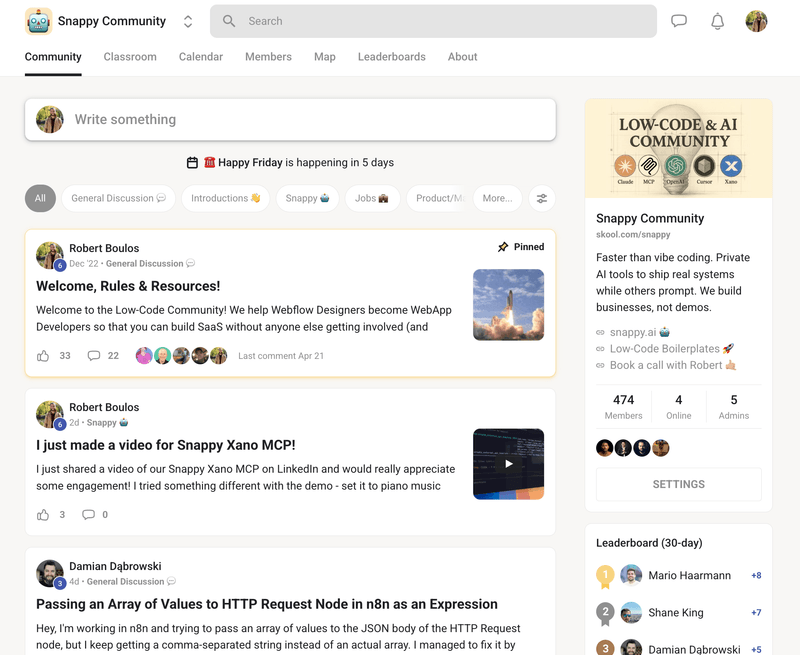 Snappy Community
Search
Community
Classroom
Calendar
Members
Map
Leaderboards
About
Write something
Happy Friday is happening in 5 days
All
General Discussion
Introductions
Snappy
Jobs
Product/M
More...
6
Robert Boulos
Dec '22 • General Discussion
Pinned
Welcome, Rules & Resources!
Welcome to the Low-Code Community! We help Webflow Designers become WebApp
Developers so that you can build SaaS without anyone else getting involved (and
33
22
Last comment Apr 21
6
Robert Boulos
2d • Snappy
I just made a video for Snappy Xano MCP!
I just shared a video of our Snappy Xano MCP on LinkedIn and would really appreciate
some engagement! I tried something different with the demo - set it to piano music
3
0
3
Damian Dąbrowski
4d • General Discussion
Passing an Array of Values to HTTP Request Node in n8n as an Expression
Hey, I'm working in n8n and trying to pass an array of values to the JSON body of the HTTP Request
node, but I keep getting a comma-separated string instead of an actual array. I managed to fix it by
LOW-CODE & AI
COMMUNITY
Claude
MCP
OpenAI
Cursor
Xano
Snappy Community
skool.com/snappy
Faster than vibe coding. Private
AI tools to ship real systems
while others prompt. We build
businesses, not demos.
snappy.ai
Low-Code Boilerplates
Book a call with Robert
474
Members
4
Online
5
Admins
SETTINGS
Leaderboard (30-day)
1
Mario Haarmann
+8
2
Shane King
+7
3
Damian Dąbrowski
+5